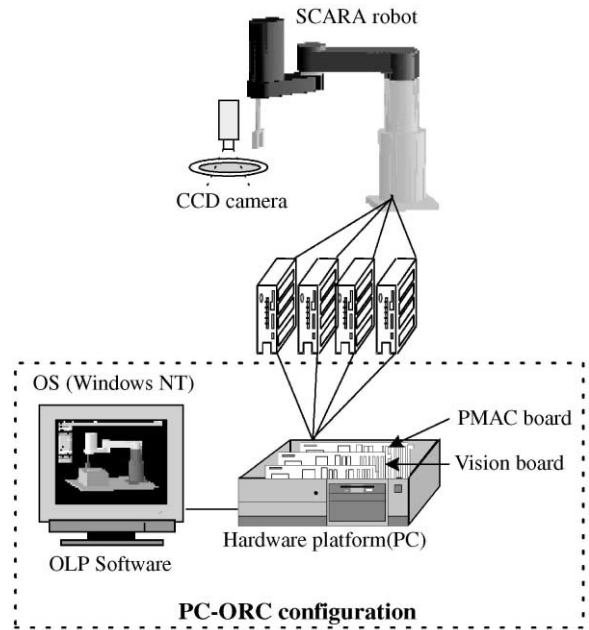 SCARA robot
CCD camera
OS (Windows NT)
PMAC board
Vision board
Hardware platform(PC)
OLP Software
PC-ORC configuration